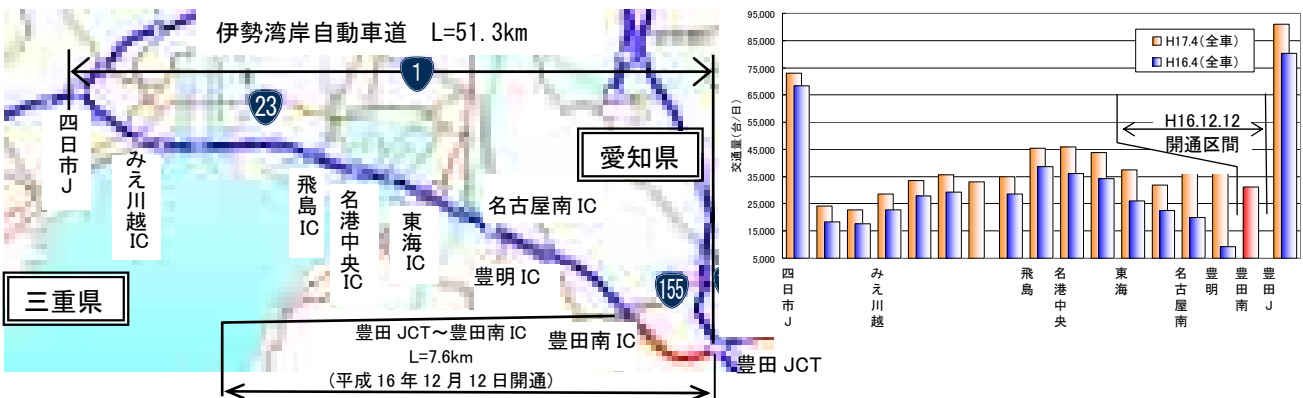 伊勢湾岸自動車道 L=51.3km
1
23
四日市J
みえ川越IC
飛島IC
名港中央IC
東海IC
名古屋南IC
豊明IC
愛知県
三重県
155
豊田JCT～豊田南IC
L=7.6km
(平成16年12月12日開通)
豊田南IC
豊田JCT
交通量(台/日)
95,000
85,000
75,000
65,000
55,000
45,000
35,000
25,000
15,000
5,000
H17.4(全車)
H16.4(全車)
H16.12.12
開通区間
四日市J
みえ川越
飛島
名港中央
東海
名古屋南
豊明
豊田南
豊田J